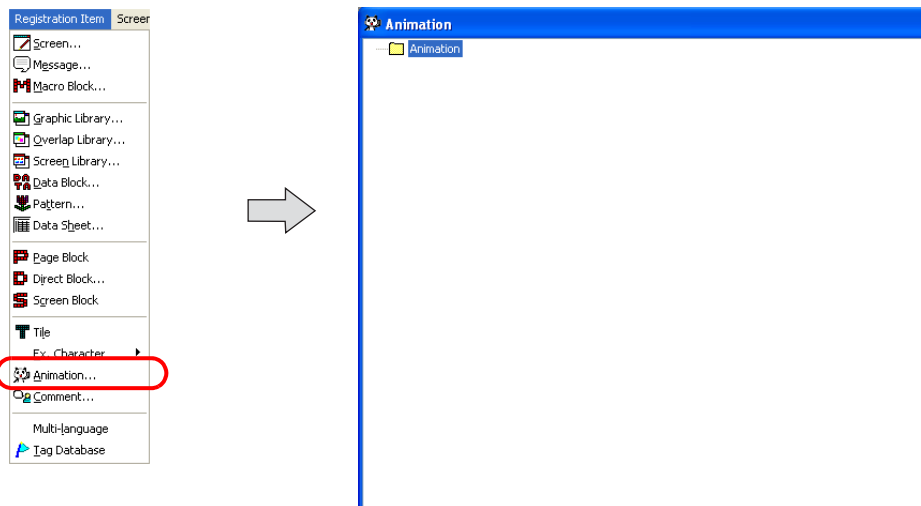 Registration Item Screen
Screen...
Message...
Macro Block...
Graphic Library...
Overlap Library...
Screen Library...
Data Block...
Pattern...
Data Sheet...
Page Block
Direct Block...
Screen Block
Tile
Ex. Character
Animation...
Comment...
Multi-language
Tag Database
Animation
Animation